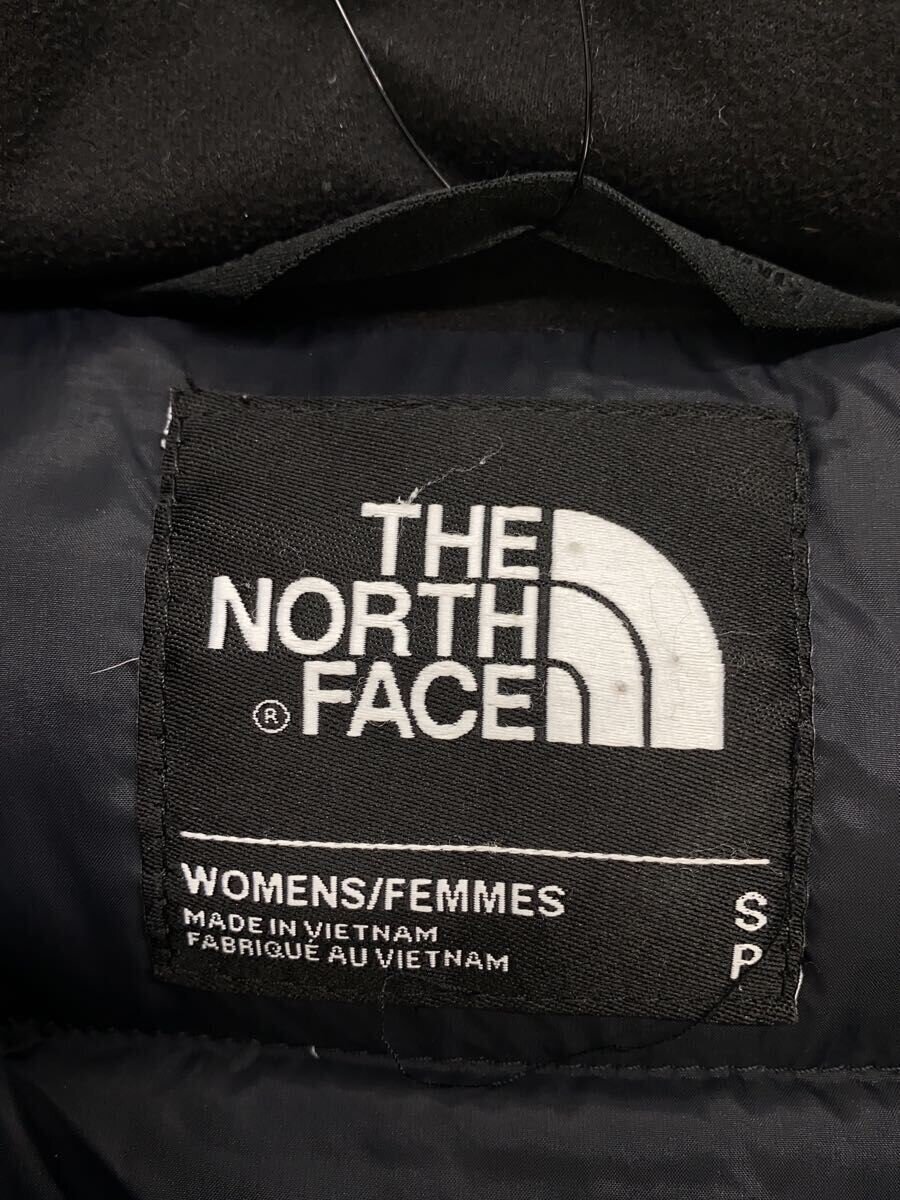 THE
NORTH
® FACE
WOMENS/FEMMES S
MADE IN VIETNAM
FABRIQUÉ AU VIETNAM P